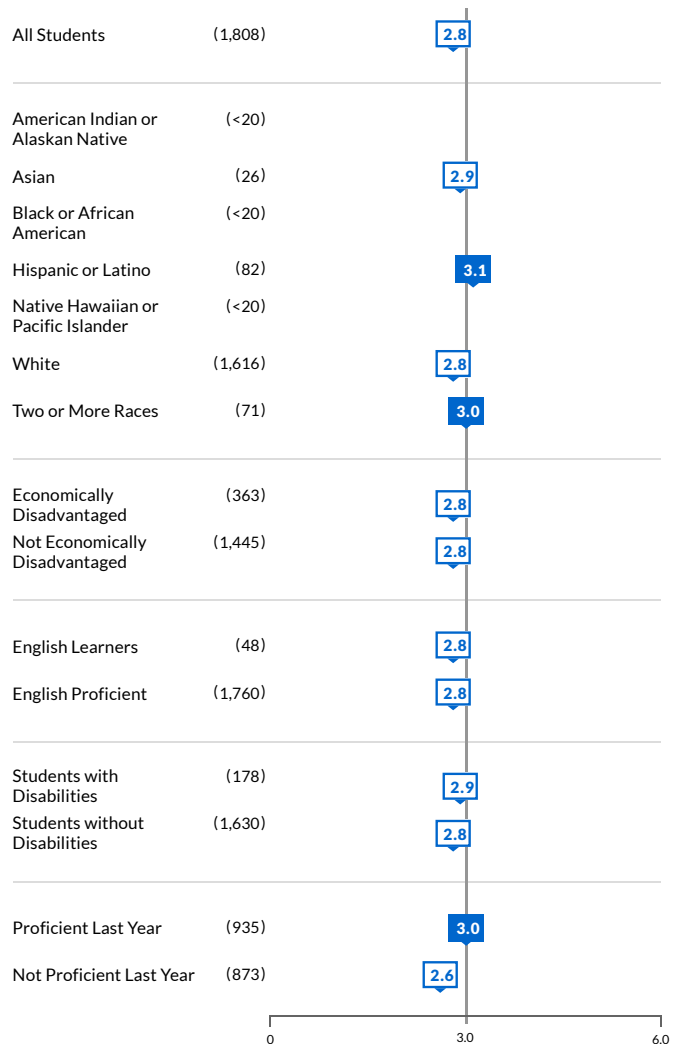 All Students (1,808) 2.8
American Indian or
Alaskan Native (<20)
Asian (26) 2.9
Black or African
American (<20)
Hispanic or Latino (82) 3.1
Native Hawaiian or
Pacific Islander (<20)
White (1,616) 2.8
Two or More Races (71) 3.0
Economically
Disadvantaged (363) 2.8
Not Economically
Disadvantaged (1,445) 2.8
English Learners (48) 2.8
English Proficient (1,760) 2.8
Students with
Disabilities (178) 2.9
Students without
Disabilities (1,630) 2.8
Proficient Last Year (935) 3.0
Not Proficient Last Year (873) 2.6
0 3.0 6.0